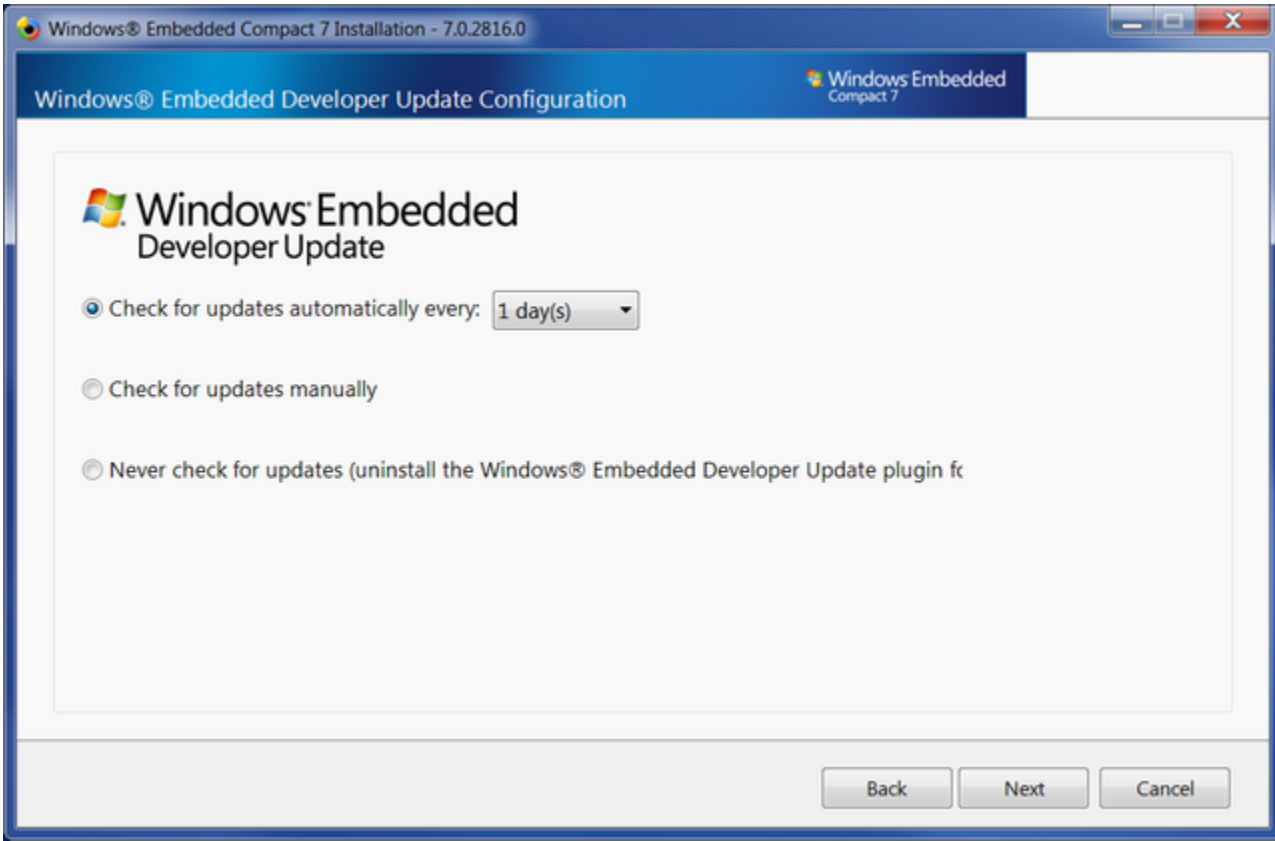 Windows® Embedded Compact 7 Installation - 7.0.2816.0
Windows® Embedded Developer Update Configuration
Windows Embedded
Compact 7
Windows Embedded
Developer Update
Check for updates automatically every: 1 day(s)
Check for updates manually
Never check for updates (uninstall the Windows® Embedded Developer Update plugin
Back Next Cancel